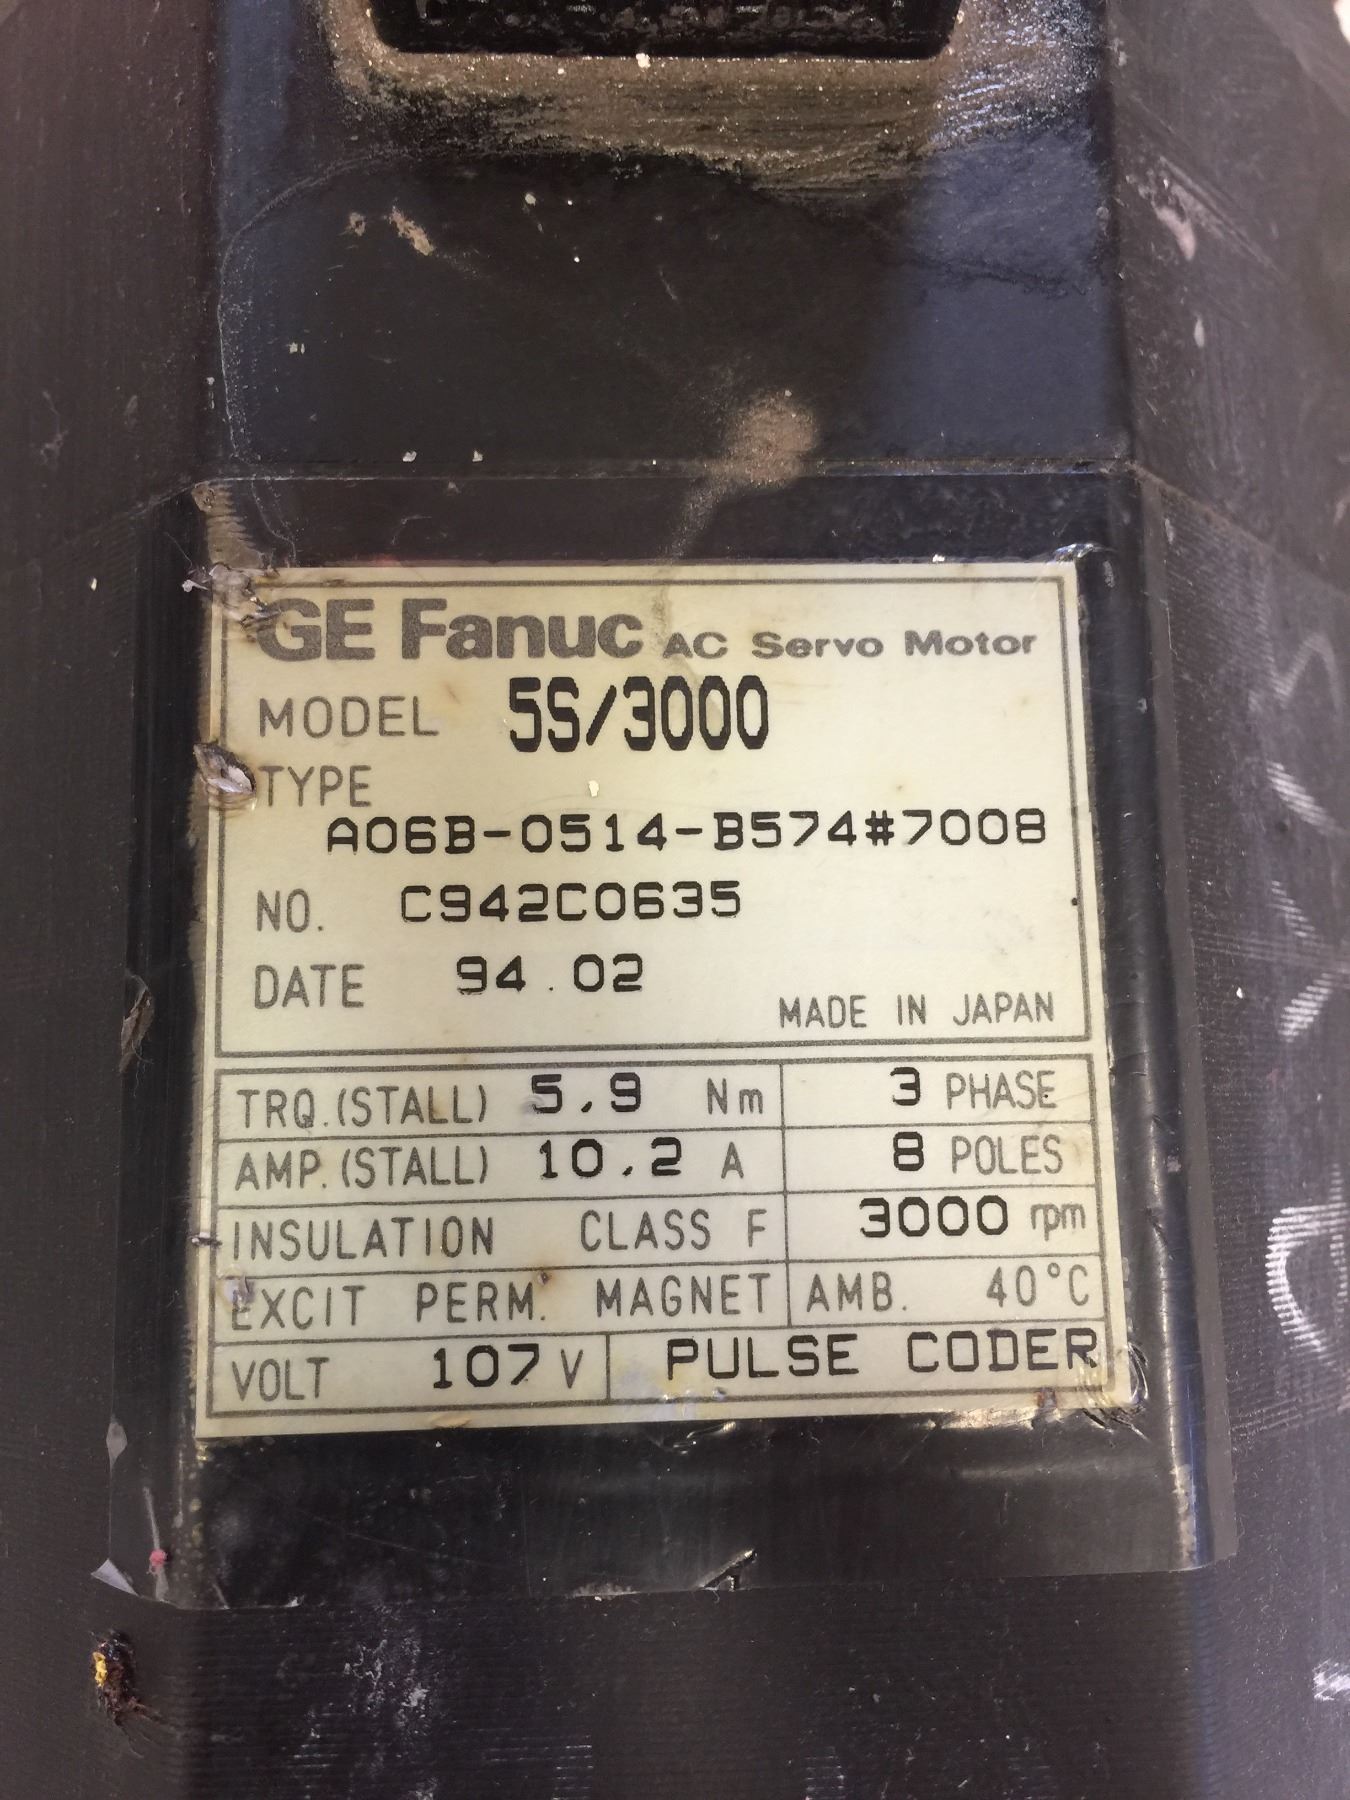 GE Fanuc AC Servo Motor
MODEL 5S/3000
TYPE
A06B-0514-B574#7008
NO. C942C0635
DATE 94.02
MADE IN JAPAN
TRQ.(STALL) 5.9 Nm 3 PHASE
AMP.(STALL) 10.2 A 8 POLES
INSULATION CLASS F 3000 rpm
EXCIT PERM. MAGNET AMB. 40°C
VOLT 107 V PULSE CODER